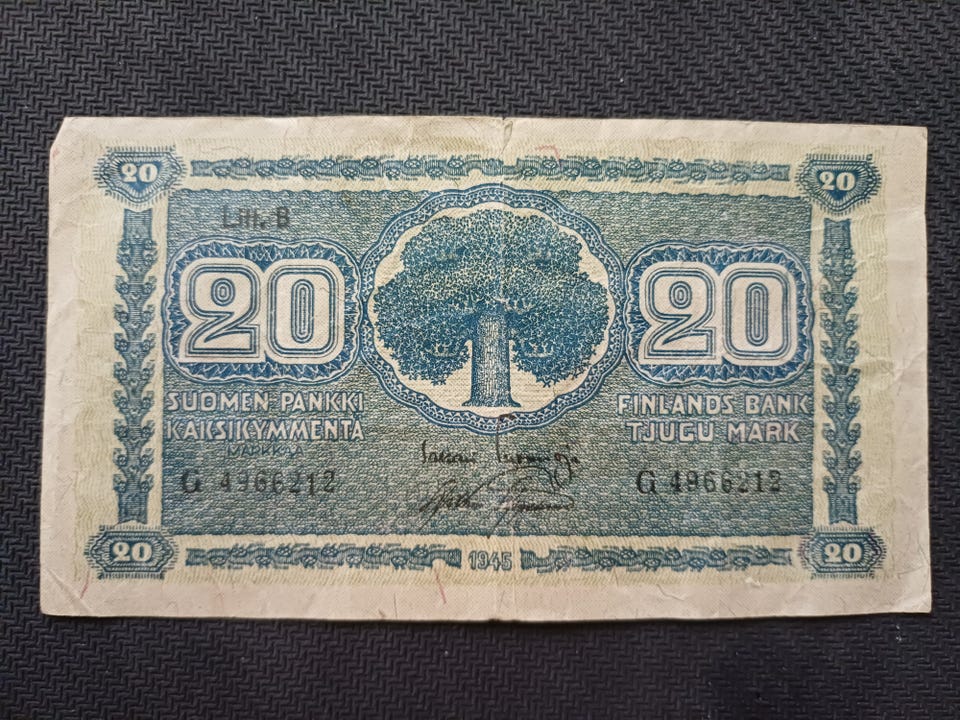 20 20
Litt. B
20 20
SUOMEN PANKKI FINLANDS BANK
KAKSIKYMMENTÄ TJUGU MARK
MARKKAA
G 4966212 G 4966212
20 1945 20